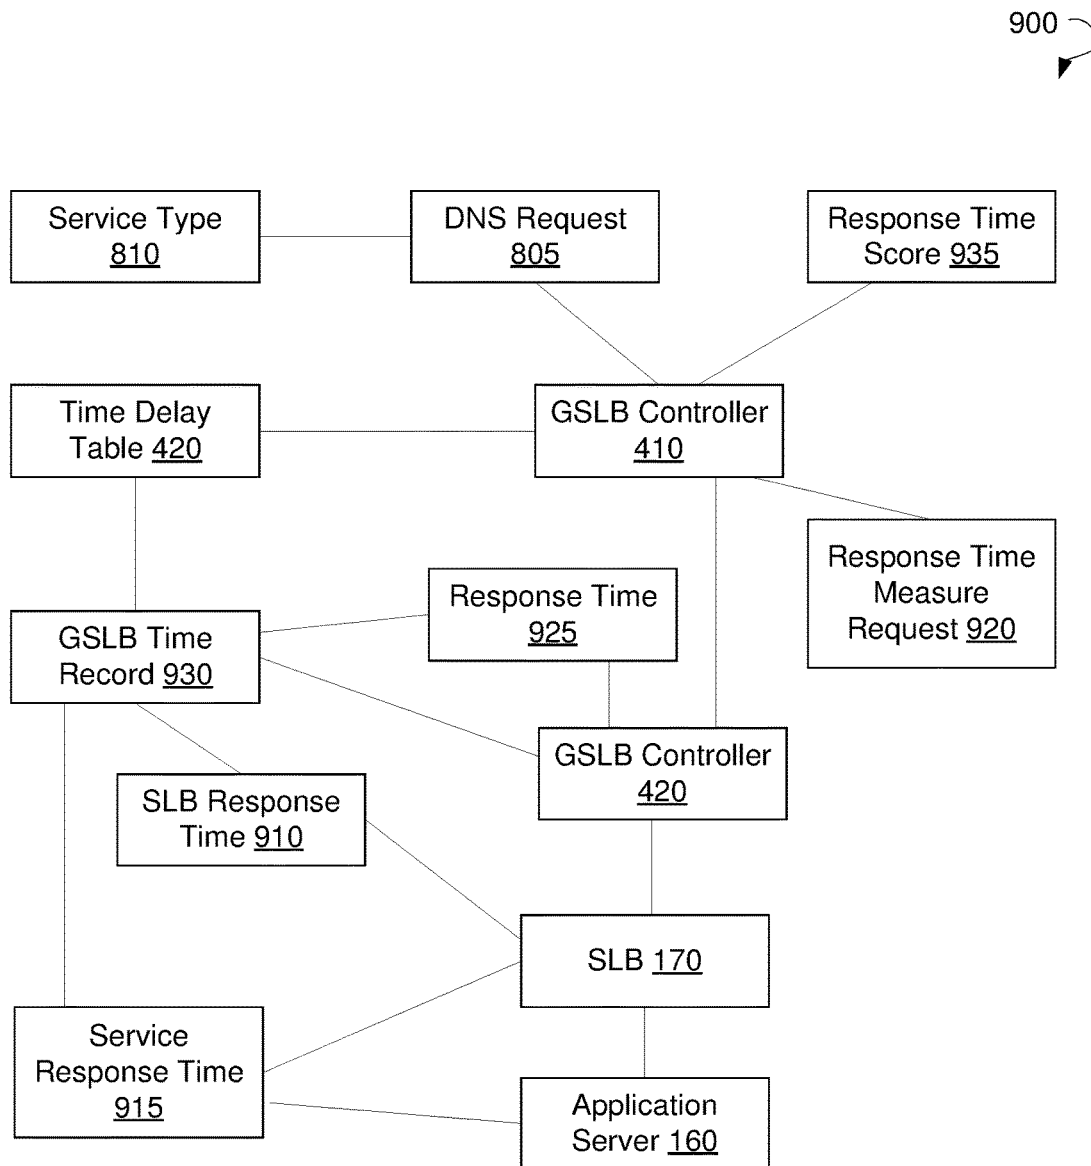 900
Service Type
810
DNS Request
805
Response Time
Score 935
Time Delay
Table 420
GSLB Controller
410
Response Time
Measure
Request 920
Response Time
925
GSLB Time
Record 930
GSLB Controller
420
SLB Response
Time 910
SLB 170
Service
Response Time
915
Application
Server 160